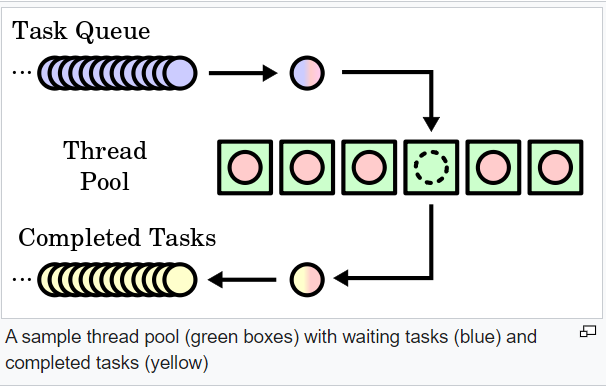 Task Queue
...
Thread
Pool
Completed Tasks
...
A sample thread pool (green boxes) with waiting tasks (blue) and
completed tasks (yellow)